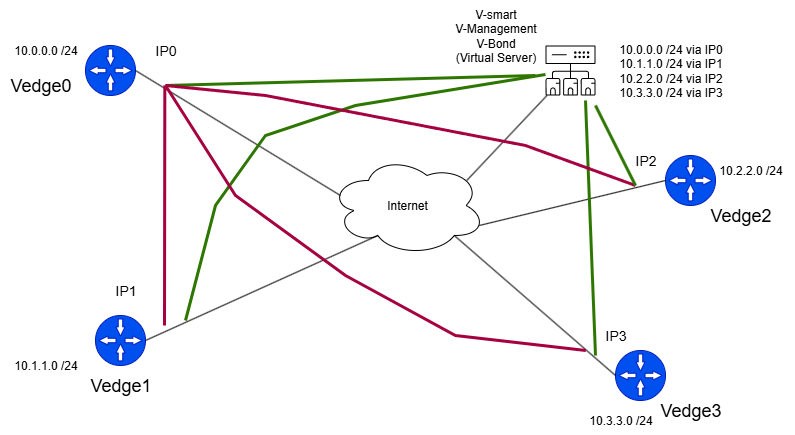 V-smart
V-Management
V-Bond
(Virtual Server)
10.0.0.0 /24 via IP0
10.1.1.0 /24 via IP1
10.2.2.0 /24 via IP2
10.3.3.0 /24 via IP3
IP0
10.0.0.0 /24
Vedge0
IP2
10.2.2.0 /24
Vedge2
Internet
IP1
10.1.1.0 /24
Vedge1
IP3
Vedge3
10.3.3.0 /24